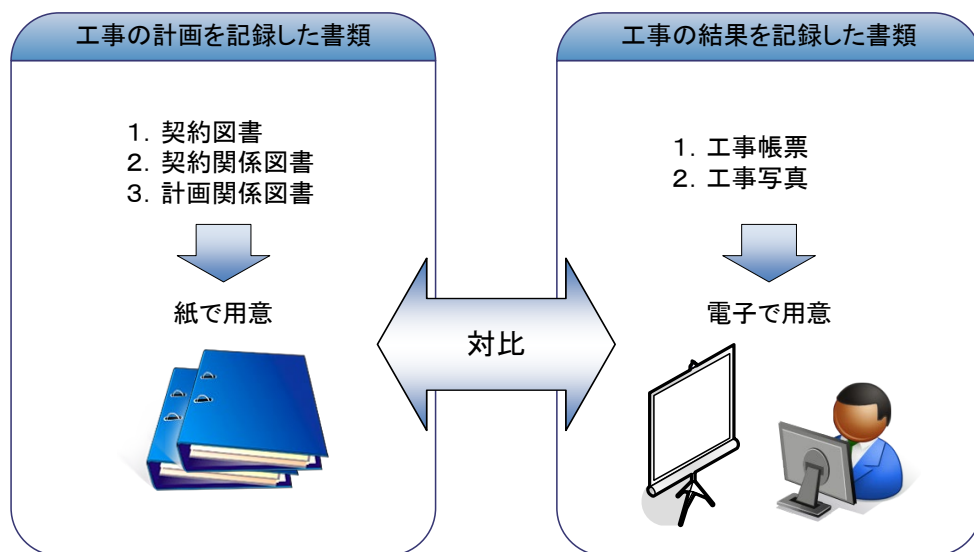 工事の計画を記録した書類
1. 契約図書
2. 契約関係図書
3. 計画関係図書
紙で用意
対比
工事の結果を記録した書類
1. 工事帳票
2. 工事写真
電子で用意